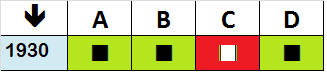 🡻 A B C D
1930 ■ ■ □ ■